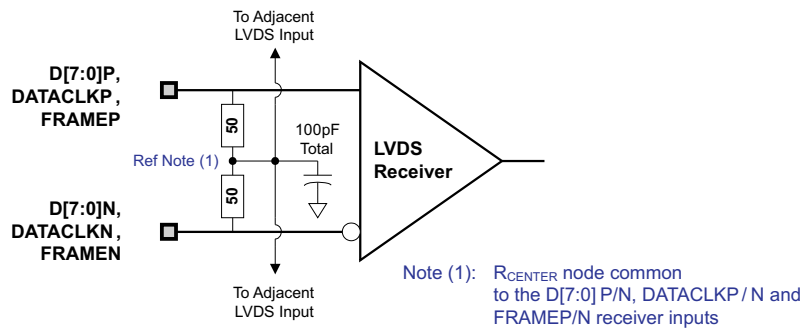 To Adjacent
LVDS Input
D[7:0]P,
DATACLKP,
FRAMEP
50
100pF
Total
LVDS
Receiver
Ref Note (1)
50
D[7:0]N,
DATACLKN,
FRAMEN
To Adjacent
LVDS Input
Note (1): RCENTER node common
to the D[7:0] P/N, DATACLKP/N and
FRAMEP/N receiver inputs